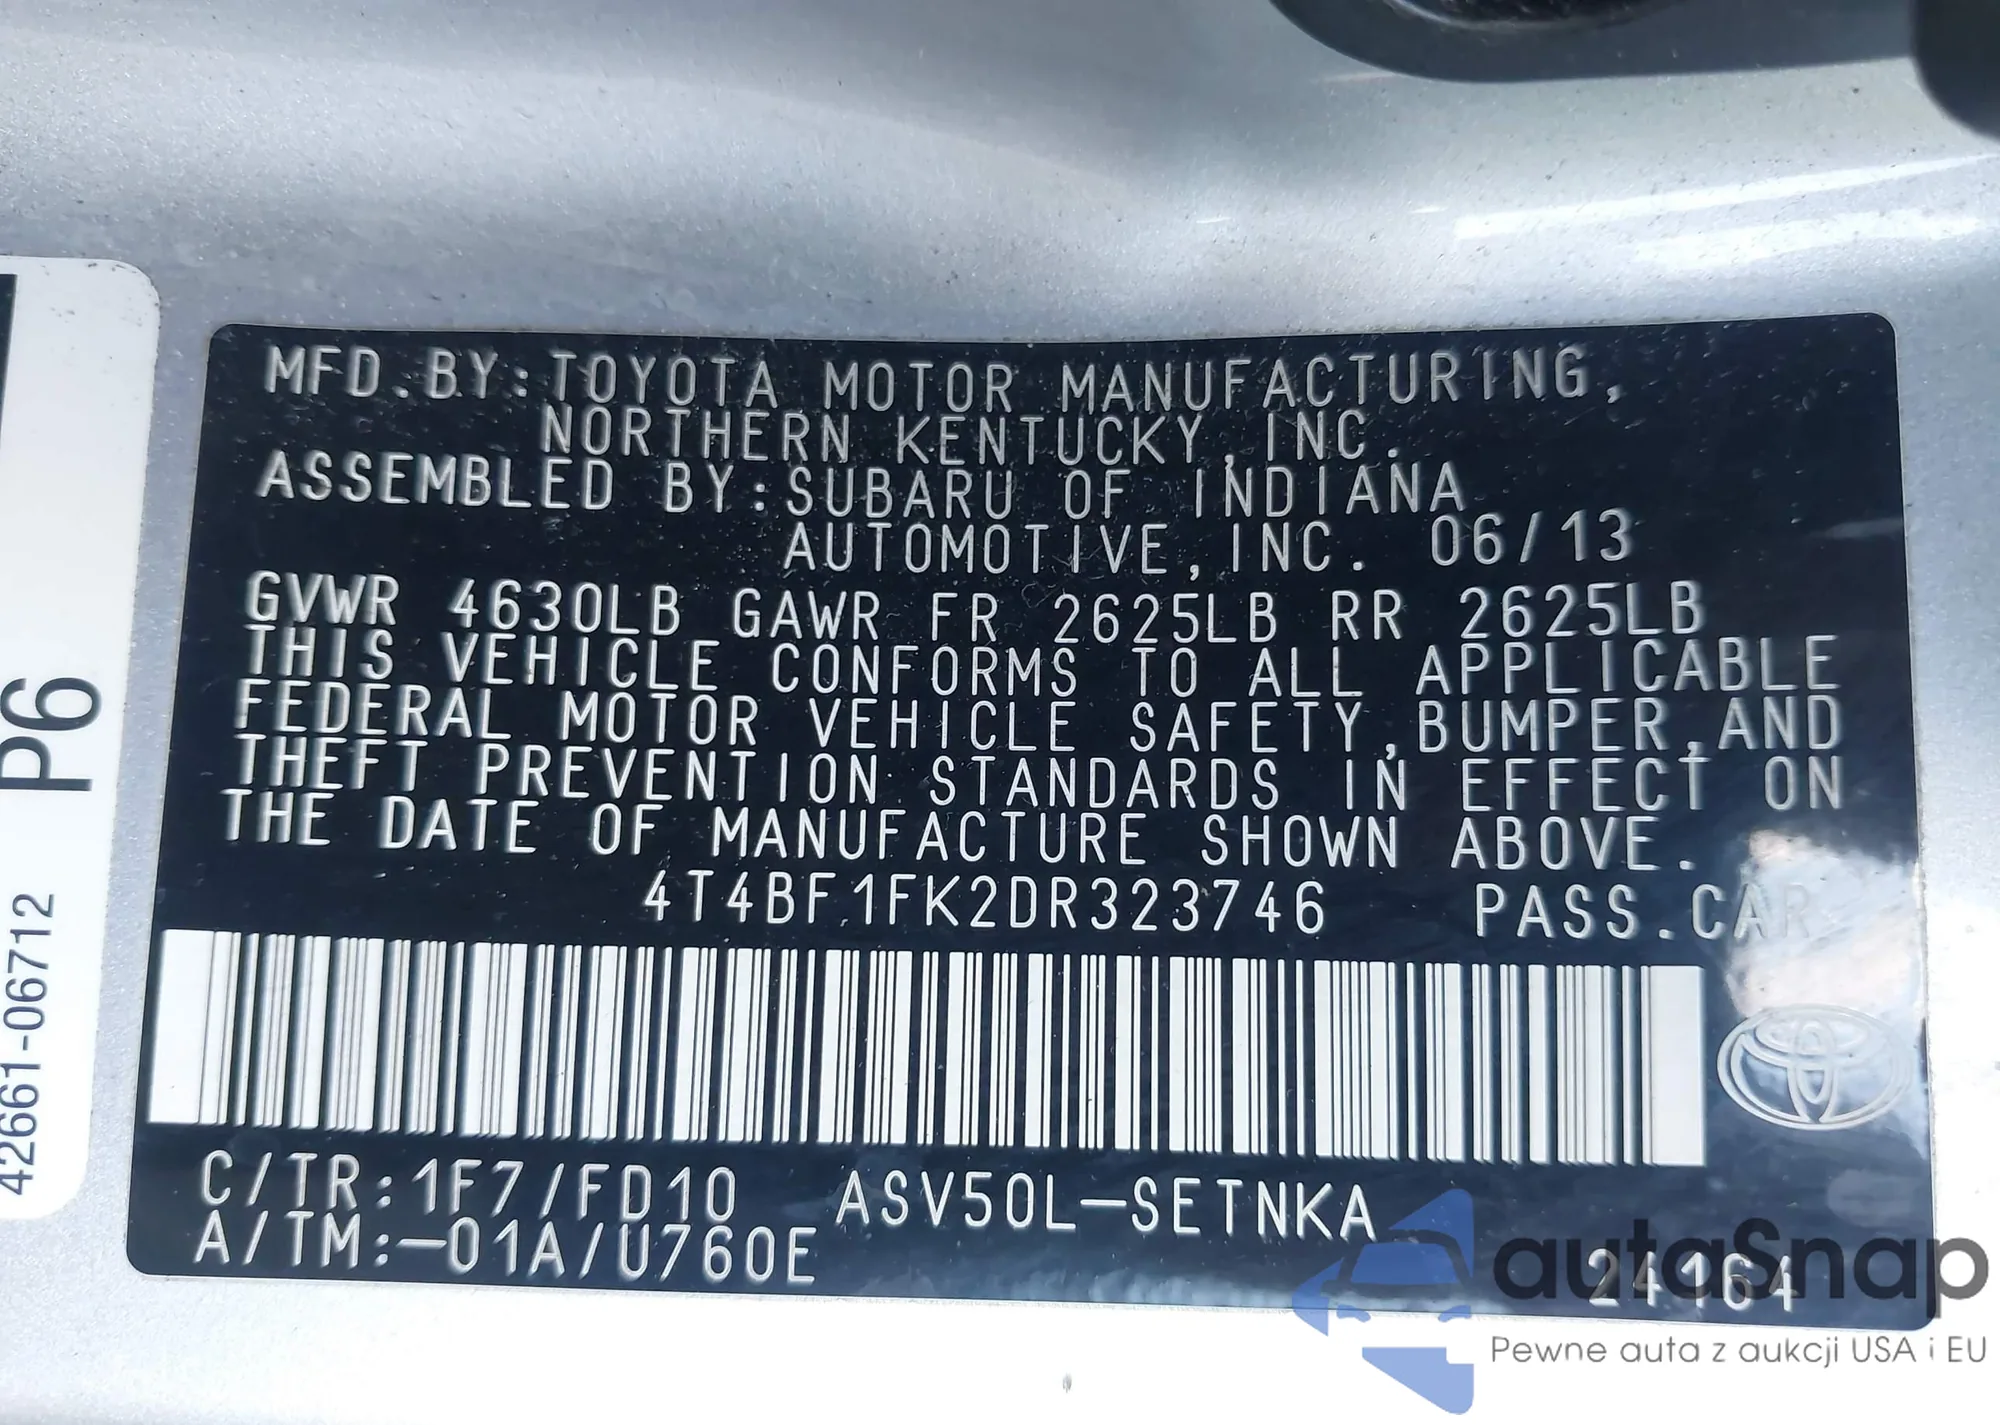 MFD.BY:TOYOTA MOTOR MANUFACTURING,
NORTHERN KENTUCKY,INC.
ASSEMBLED BY:SUBARU OF INDIANA
AUTOMOTIVE,INC. 06/13
GVWR 4630LB GAWR FR 2625LB RR 2625LB
THIS VEHICLE CONFORMS TO ALL APPLICABLE
FEDERAL MOTOR VEHICLE SAFETY,BUMPER,AND
THEFT PREVENTION STANDARDS IN EFFECT ON
THE DATE OF MANUFACTURE SHOWN ABOVE.
4T4BF1FK2DR323746 PASS.CAR
C/TR:1F7/FD10 ASV50L-SETNKA
A/TM:-01A/U760E
24164
P6
42661-06712
autaSnap
Pewne auta z aukcji USA i EU